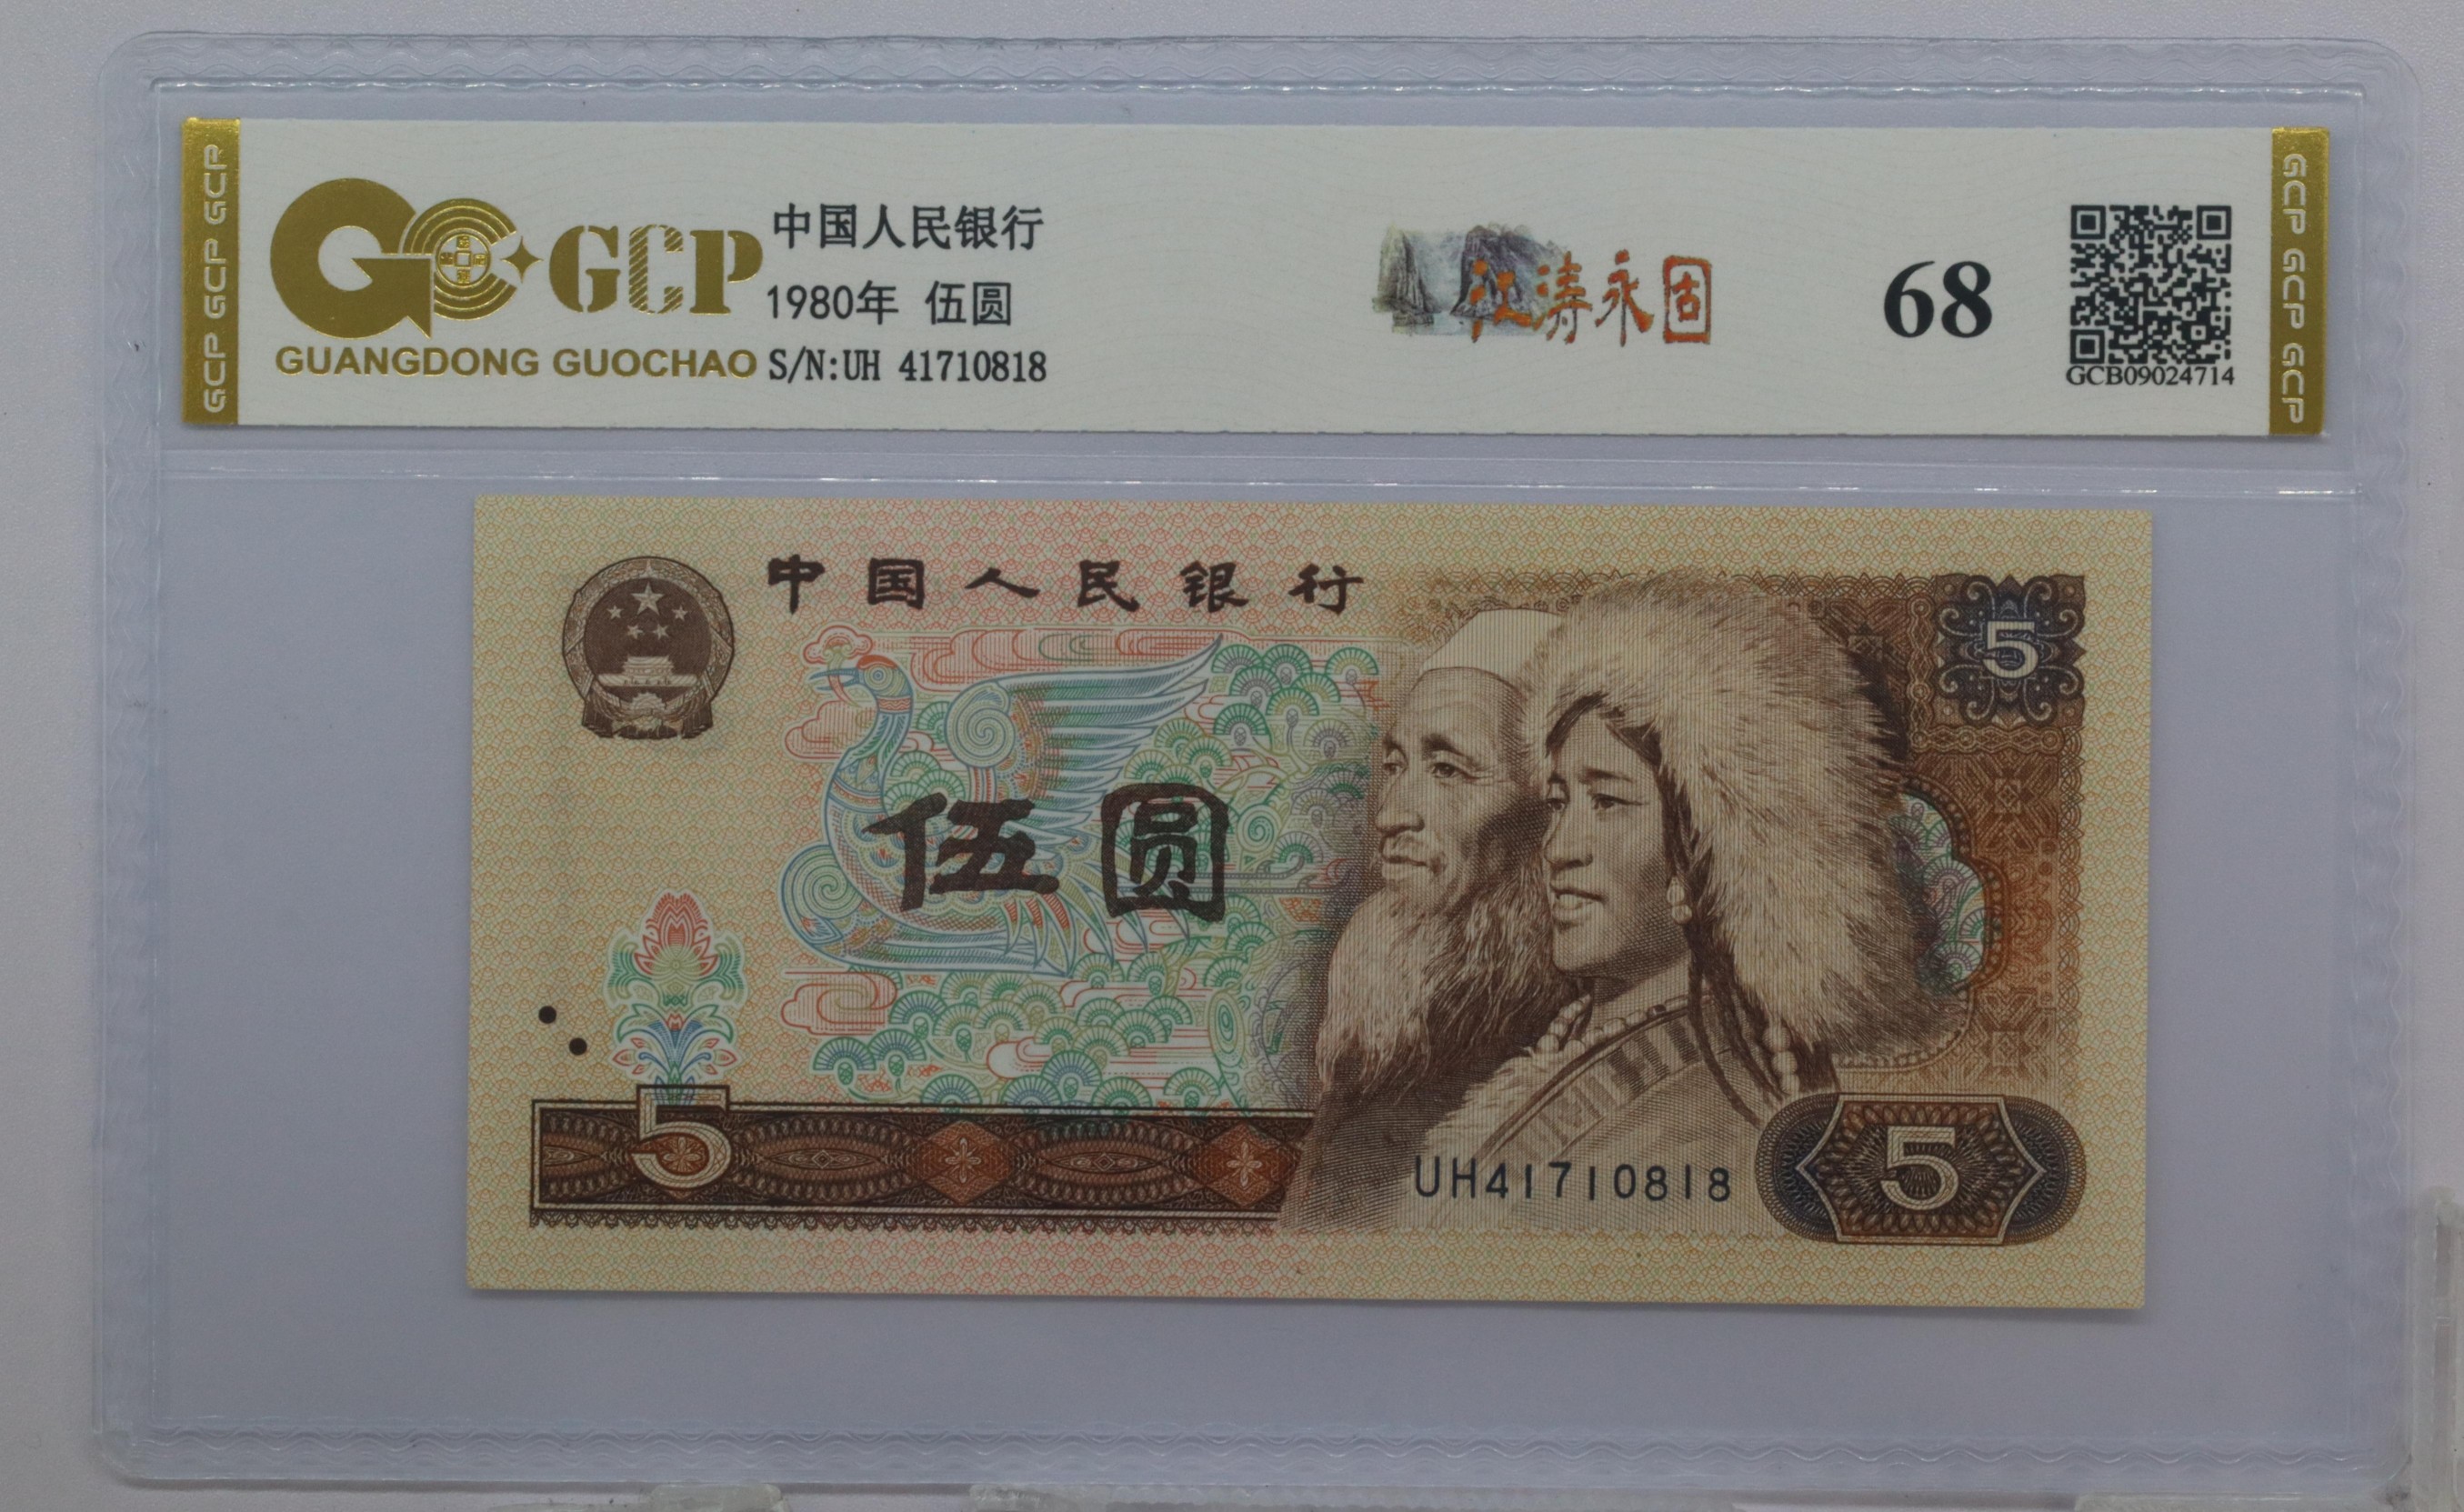 GCP GCP GCP
GCP
GUANGDONG GUOCHAO
中国人民银行
1980年 伍圆
S/N:UH 41710818
江涛永固
68
GCB09024714
GCP GCP GCP
中国人民银行
5
伍圆
5
UH41710818
5